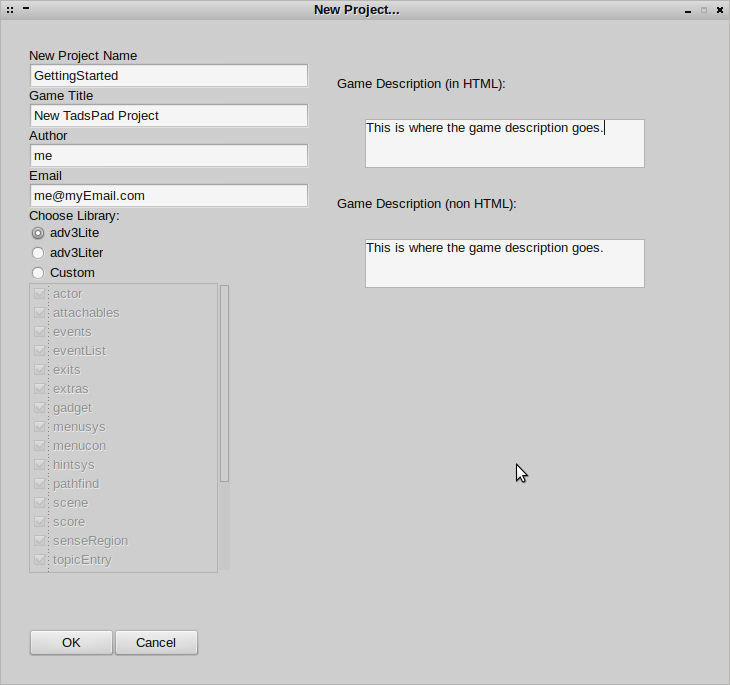 New Project...
New Project Name
GettingStarted
Game Title
New TadsPad Project
Author
me
Email
me@myEmail.com
Choose Library:
adv3Lite
adv3Liter
Custom
actor
attachables
events
eventList
exits
extras
gadget
menusys
menucon
hintsys
pathfind
scene
score
senseRegion
topicEntry
Game Description (in HTML):
This is where the game description goes.
Game Description (non HTML):
This is where the game description goes.
OK
Cancel